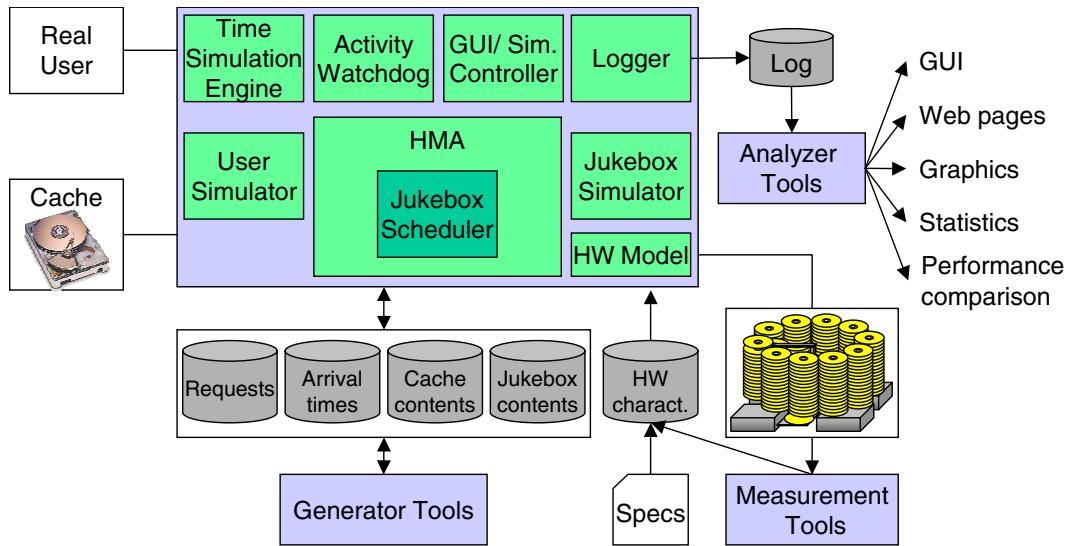 Real
User
Time
Simulation
Engine
Activity
Watchdog
GUI/ Sim.
Controller
Logger
Log
GUI
Web pages
Graphics
Statistics
Performance
comparison
Analyzer
Tools
User
Simulator
HMA
Jukebox
Scheduler
Jukebox
Simulator
HW Model
Cache
Requests
Arrival
times
Cache
contents
Jukebox
contents
HW
charact.
Generator Tools
Specs
Measurement
Tools